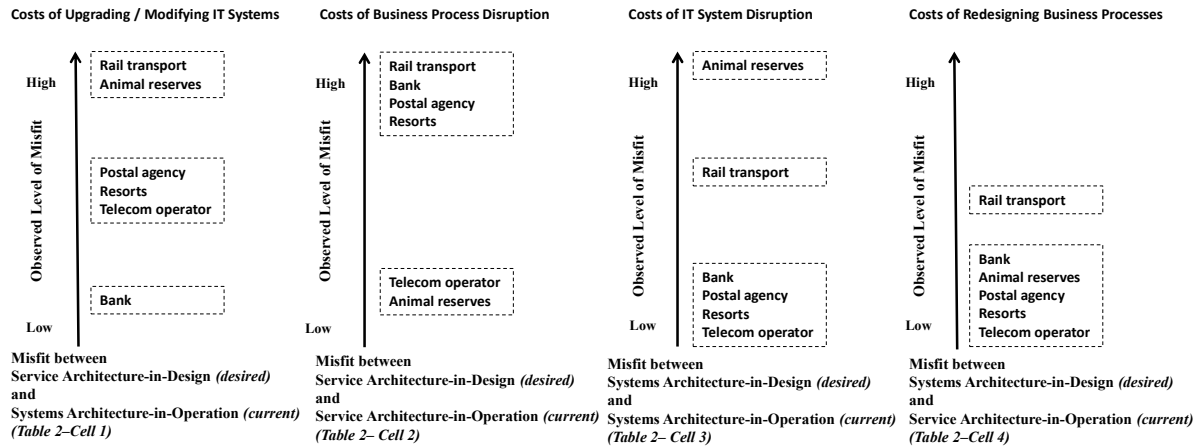 Costs of Upgrading / Modifying IT Systems
High
Observed Level of Misfit
Low
Rail transport
Animal reserves
Postal agency
Resorts
Telecom operator
Bank
Misfit between
Service Architecture-in-Design (desired)
and
Systems Architecture-in-Operation (current)
(Table 2–Cell 1)
Costs of Business Process Disruption
High
Observed Level of Misfit
Low
Rail transport
Bank
Postal agency
Resorts
Telecom operator
Animal reserves
Misfit between
Service Architecture-in-Design (desired)
and
Service Architecture-in-Operation (current)
(Table 2– Cell 2)
Costs of IT System Disruption
High
Observed Level of Misfit
Low
Animal reserves
Rail transport
Bank
Postal agency
Resorts
Telecom operator
Misfit between
Systems Architecture-in-Design (desired)
and
Systems Architecture-in-Operation (current)
(Table 2– Cell 3)
Costs of Redesigning Business Processes
High
Observed Level of Misfit
Low
Rail transport
Bank
Animal reserves
Postal agency
Resorts
Telecom operator
Misfit between
Systems Architecture-in-Design (desired)
and
Service Architecture-in-Operation (current)
(Table 2–Cell 4)